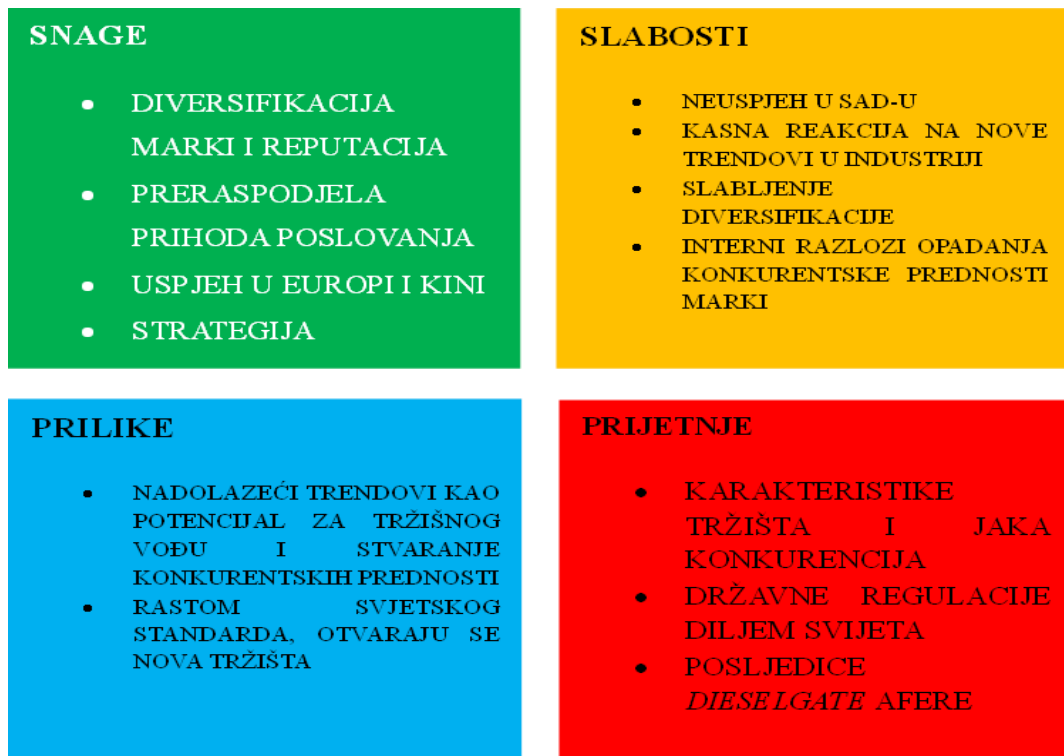 SNAGE
• DIVERSIFIKACIJA
MARKI I REPUTACIJA
• PRERASPODJELA
PRIHODA POSLOVANJA
• USPJEH U EUROPI I KINI
• STRATEGIJA
SLABOSTI
• NEUSPJEH U SAD-U
• KASNA REAKCIJA NA NOVE
TRENDOVI U INDUSTRIJI
• SLABLJENJE
DIVERSIFIKACIJE
• INTERNI RAZLOZI OPADANJA
KONKURENTSKE PREDNOSTI
MARKI
PRILIKE
• NADOLAZEĆI TRENDOVI KAO
POTENCIJAL ZA TRŽIŠNOG
VOĐU I STVARANJE
KONKURENTSKIH PREDNOSTI
• RASTOM SVJETSKOG
STANDARDA, OTVARAJU SE
NOVA TRŽIŠTA
PRIJETNJE
• KARAKTERISTIKE
TRŽIŠTA I JAKA
KONKURENCIJA
• DRŽAVNE REGULACIJE
DILJEM SVIJETA
• POSLJEDICE
DIESELGATE AFERE